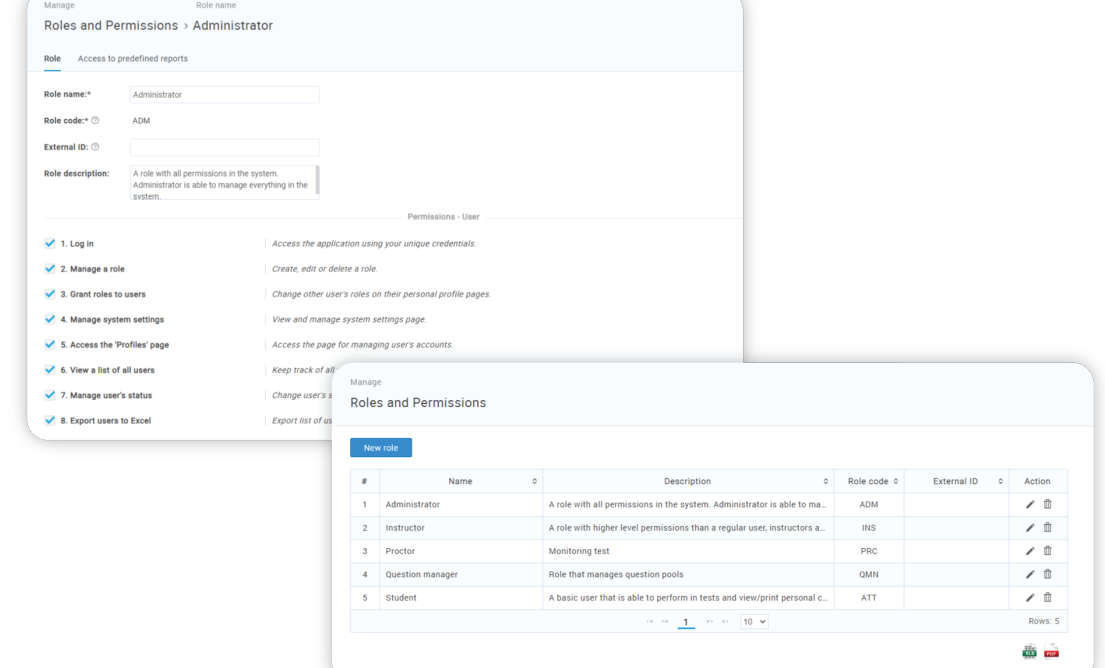 Manage Role name
Roles and Permissions › Administrator
Role Access to predefined reports
Role name:* Administrator
Role code:* ADM
External ID:
Role description: A role with all permissions in the system.
Administrator is able to manage everything in the
system.
Permissions - User
1. Log in Access the application using your unique credentials.
2. Manage a role Create, edit or delete a role.
3. Grant roles to users Change other user's roles on their personal profile pages.
4. Manage system settings View and manage system settings page.
5. Access the 'Profiles' page Access the page for managing user's accounts.
6. View a list of all users Keep track of all
7. Manage user's status Change user's s
8. Export users to Excel Export list of us
Manage
Roles and Permissions
New role
# Name Description Role code External ID Action
1 Administrator A role with all permissions in the system. Administrator is able to ma... ADM
2 Instructor A role with higher level permissions than a regular user, instructors a... INS
3 Proctor Monitoring test PRC
4 Question manager Role that manages question pools QMN
5 Student A basic user that is able to perform in tests and view/print personal c... ATT
1 10 Rows: 5
XLS PDF